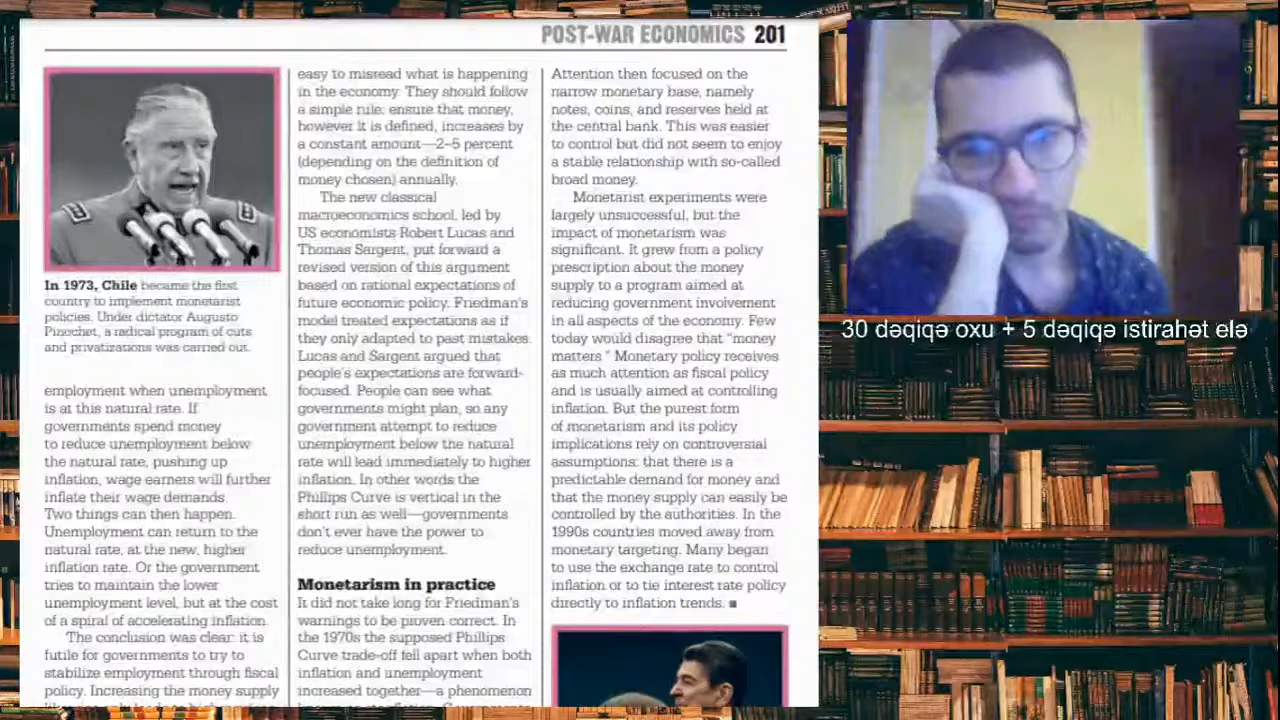 POST-WAR ECONOMICS 201
In 1973, Chile became the first
country to implement monetarist
policies. Under dictator Augusto
Pinochet, a radical program of cuts
and privatizations was carried out.
employment when unemployment
is at this natural rate. If
governments spend money
to reduce unemployment below
the natural rate, pushing up
inflation, wage earners will further
inflate their wage demands.
Two things can then happen.
Unemployment can return to the
natural rate, at the new, higher
inflation rate. Or the government
tries to maintain the lower
unemployment level, but at the cost
of a spiral of accelerating inflation.
The conclusion was clear: it is
futile for governments to try to
stabilize employment through fiscal
policy. Increasing the money supply
easy to misread what is happening
in the economy. They should follow
a simple rule: ensure that money,
however it is defined, increases by
a constant amount—2–5 percent
(depending on the definition of
money chosen) annually.
The new classical
macroeconomics school, led by
US economists Robert Lucas and
Thomas Sargent, put forward a
revised version of this argument
based on rational expectations of
future economic policy. Friedman's
model treated expectations as if
they only adapted to past mistakes.
Lucas and Sargent argued that
people's expectations are forward-
focused. People can see what
governments might plan, so any
government attempt to reduce
unemployment below the natural
rate will lead immediately to higher
inflation. In other words the
Phillips Curve is vertical in the
short run as well—governments
don't ever have the power to
reduce unemployment.
Monetarism in practice
It did not take long for Friedman's
warnings to be proven correct. In
the 1970s the supposed Phillips
Curve trade-off fell apart when both
inflation and unemployment
increased together—a phenomenon
Attention then focused on the
narrow monetary base, namely
notes, coins, and reserves held at
the central bank. This was easier
to control but did not seem to enjoy
a stable relationship with so-called
broad money.
Monetarist experiments were
largely unsuccessful, but the
impact of monetarism was
significant. It grew from a policy
prescription about the money
supply to a program aimed at
reducing government involvement
in all aspects of the economy. Few
today would disagree that "money
matters." Monetary policy receives
as much attention as fiscal policy
and is usually aimed at controlling
inflation. But the purest form
of monetarism and its policy
implications rely on controversial
assumptions: that there is a
predictable demand for money and
that the money supply can easily be
controlled by the authorities. In the
1990s countries moved away from
monetary targeting. Many began
to use the exchange rate to control
inflation or to tie interest rate policy
directly to inflation trends. ■
30 dəqiqə oxu + 5 dəqiqə istirahət elə